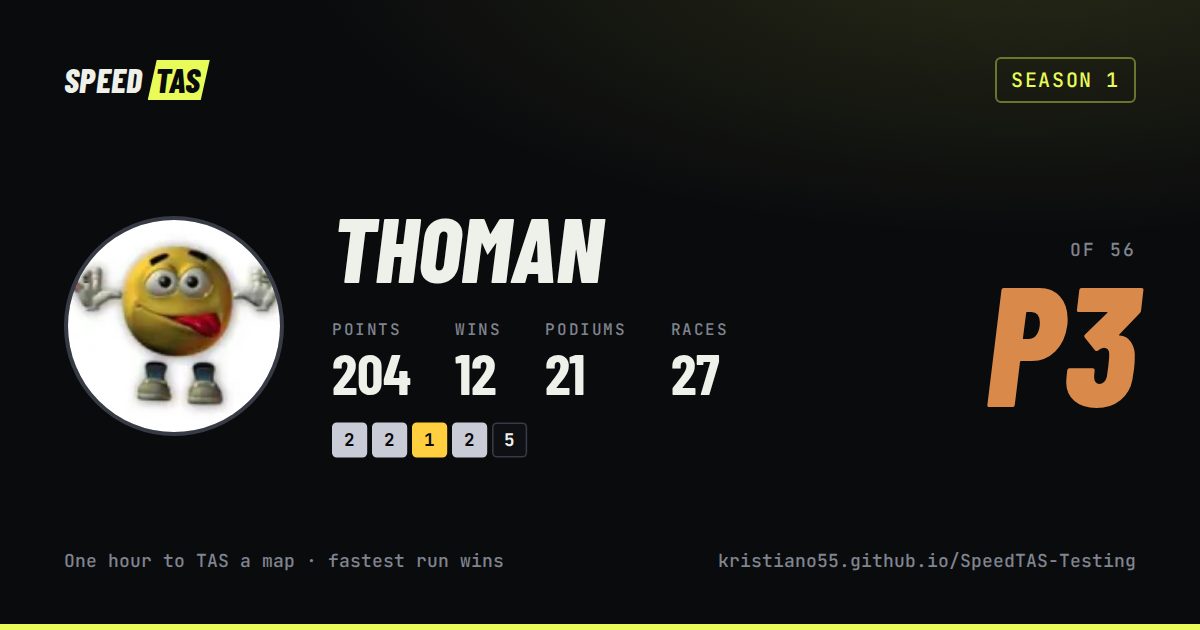 SPEED TAS
SEASON 1
THOMAN
OF 56
P3
POINTS WINS PODIUMS RACES
204 12 21 27
2 2 1 2 5
One hour to TAS a map · fastest run wins
kristiano55.github.io/SpeedTAS-Testing